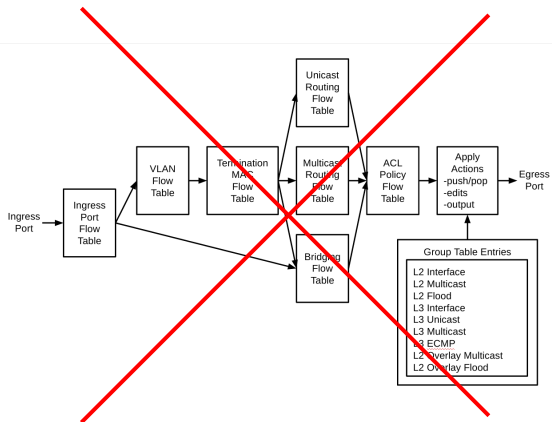 Ingress
Port
Ingress
Port
Flow
Table
VLAN
Flow
Table
Termination
MAC
Flow
Table
Unicast
Routing
Flow
Table
Multicast
Routing
Flow
Table
Bridging
Flow
Table
ACL
Policy
Flow
Table
Apply
Actions
-push/pop
-edits
-output
Egress
Port
Group Table Entries
L2 Interface
L2 Multicast
L2 Flood
L3 Interface
L3 Unicast
L3 Multicast
L3 ECMP
L2 Overlay Multicast
L2 Overlay Flood